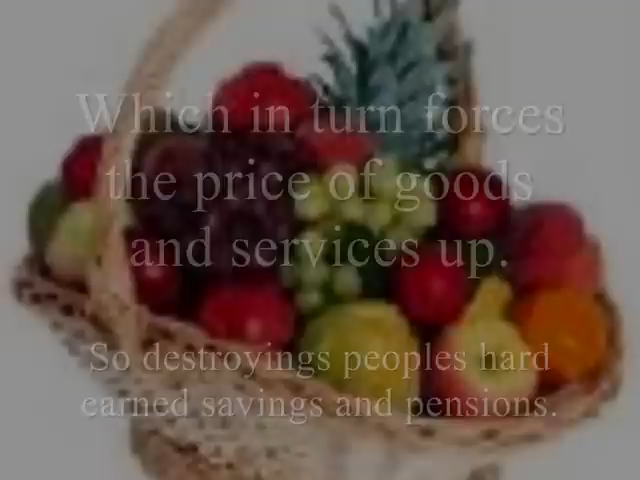 Which in turn forces
the price of goods
and services up.
So destroyings peoples hard
earned savings and pensions.